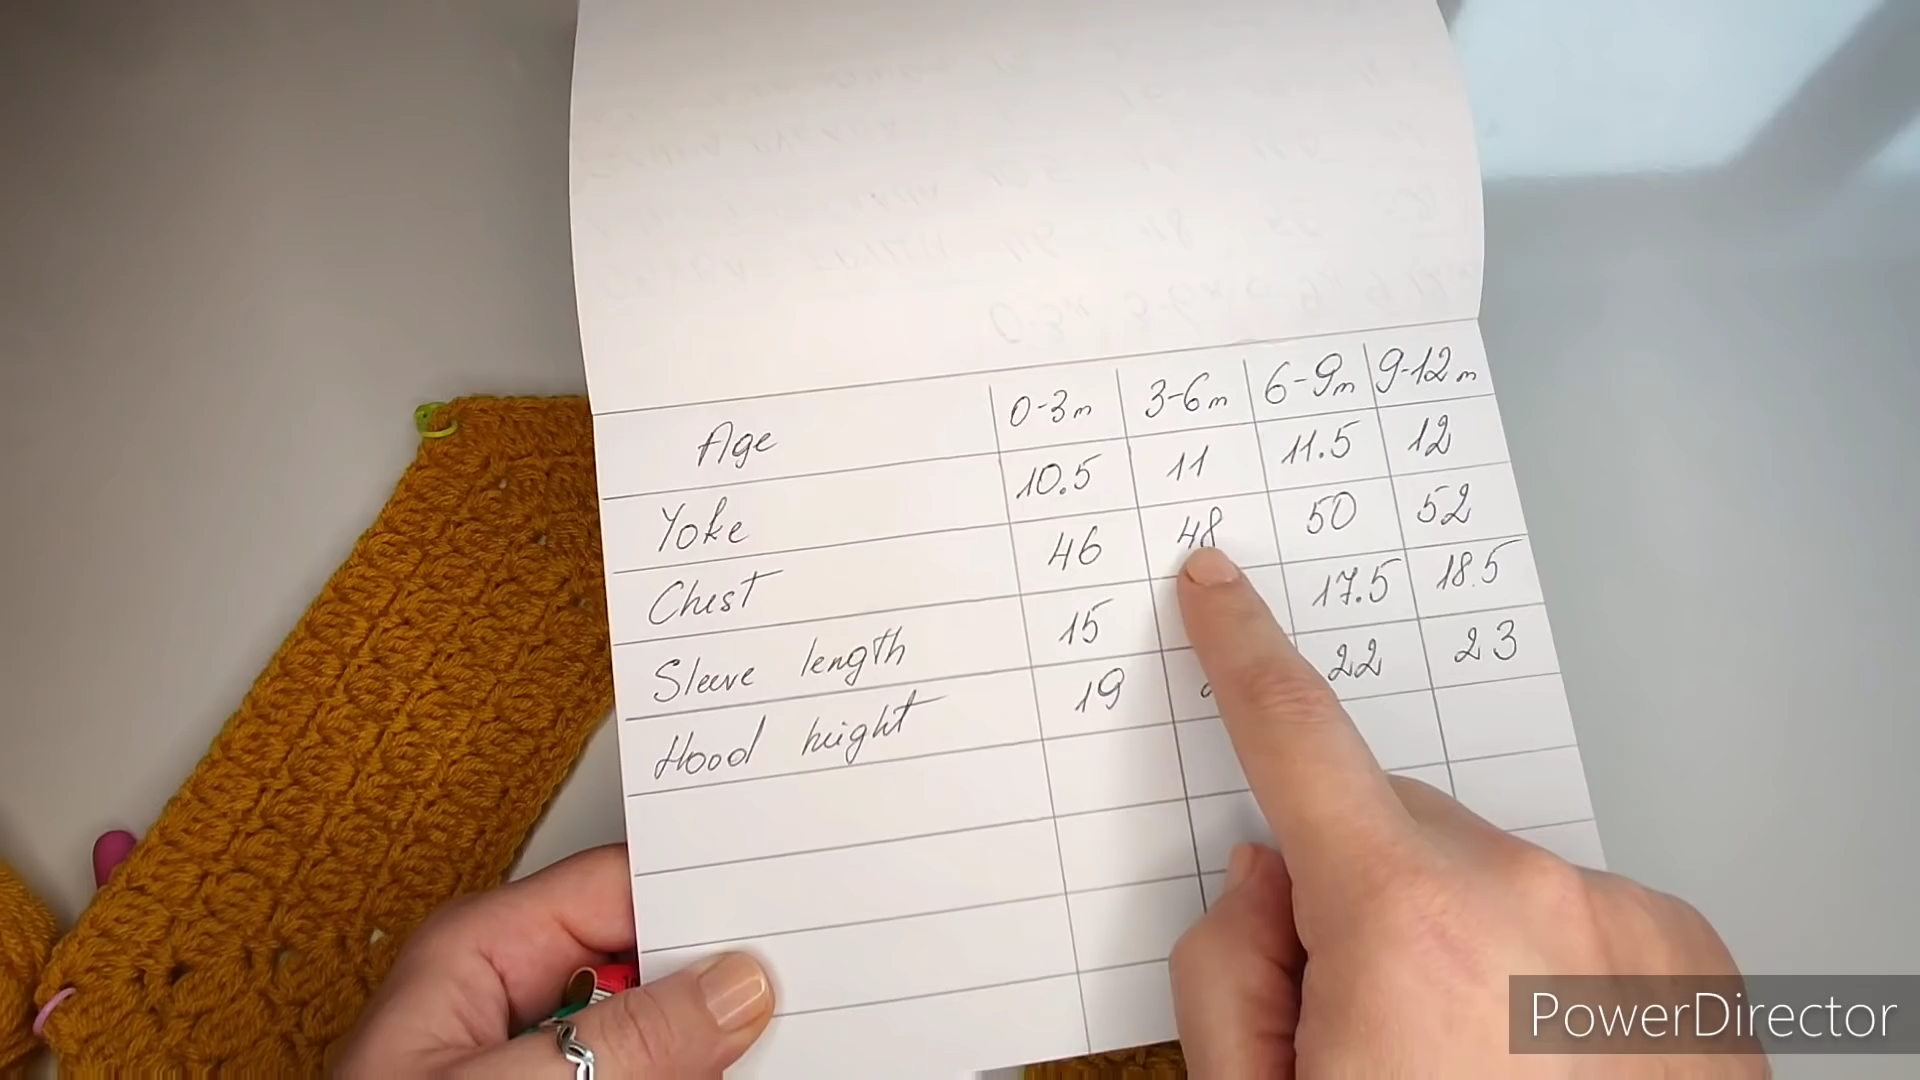 Age 0-3m 3-6m 6-9m 9-12m
Yoke 10.5 11 11.5 12
Chest 46 48 50 52
Sleeve length 15 17.5 18.5
Hood height 19 22 23
PowerDirector